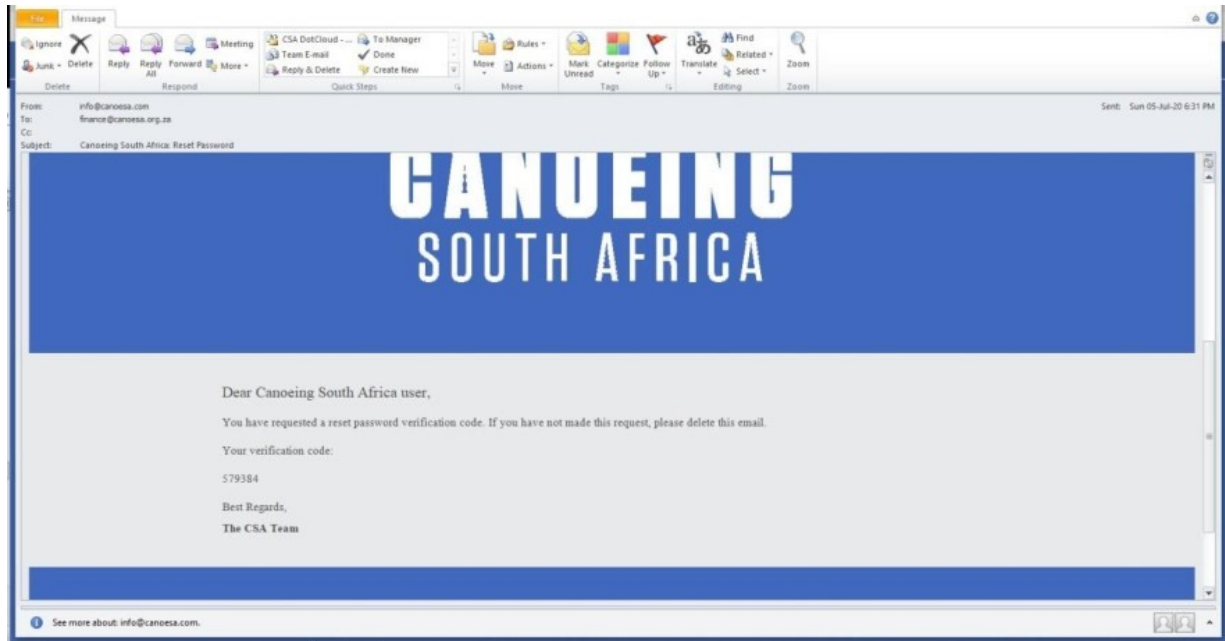 File Message
Ignore
Junk
Delete
Reply
Reply All
Forward
Meeting
More
CSA DotCloud - ...
Team E-mail
Reply & Delete
To Manager
Done
Create New
Move
Rules
Actions
Mark Unread
Categorize
Follow Up
Translate
Find
Related
Select
Zoom
Delete Respond Quick Steps Move Tags Editing Zoom
From: info@canoesa.com Sent: Sun 05-Jul-20 6:31 PM
To: finance@canoesa.org.za
Cc:
Subject: Canoeing South Africa: Reset Password
CANOEING
SOUTH AFRICA
Dear Canoeing South Africa user,
You have requested a reset password verification code. If you have not made this request, please delete this email.
Your verification code:
579384
Best Regards,
The CSA Team
See more about: info@canoesa.com.